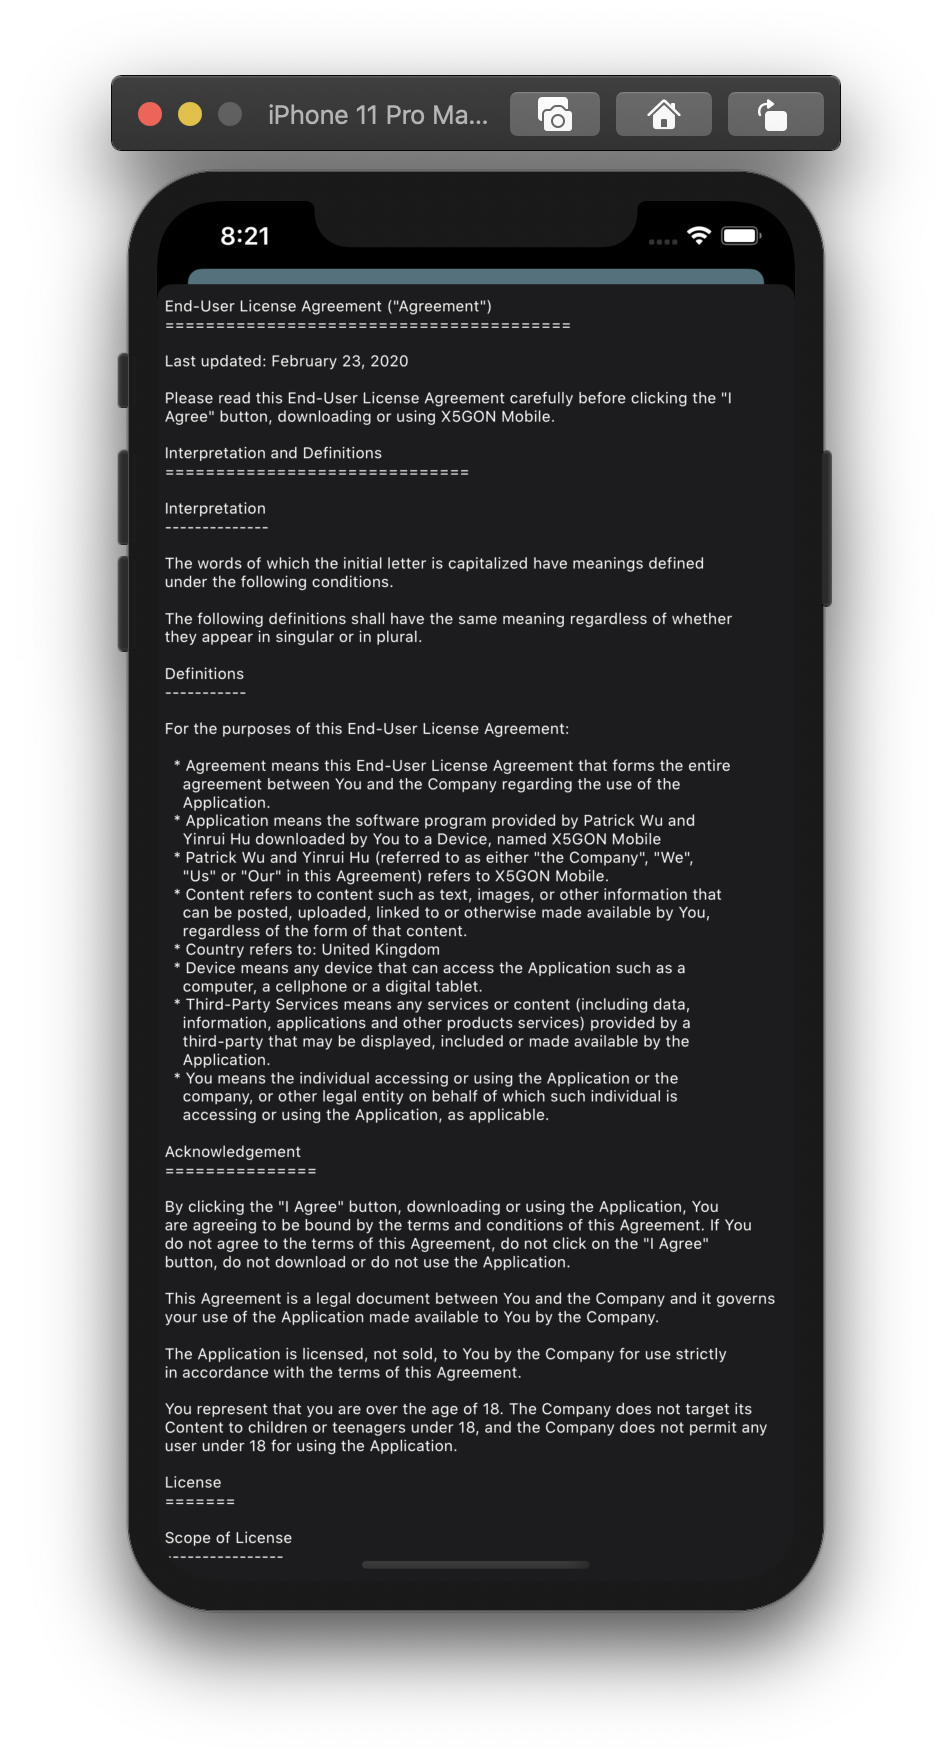 iPhone 11 Pro Ma...
8:21
End-User License Agreement ("Agreement")
========================================
Last updated: February 23, 2020
Please read this End-User License Agreement carefully before clicking the "I
Agree" button, downloading or using X5GON Mobile.
Interpretation and Definitions
==============================
Interpretation
--------------
The words of which the initial letter is capitalized have meanings defined
under the following conditions.
The following definitions shall have the same meaning regardless of whether
they appear in singular or in plural.
Definitions
-----------
For the purposes of this End-User License Agreement:
* Agreement means this End-User License Agreement that forms the entire
agreement between You and the Company regarding the use of the
Application.
* Application means the software program provided by Patrick Wu and
Yinrui Hu downloaded by You to a Device, named X5GON Mobile
* Patrick Wu and Yinrui Hu (referred to as either "the Company", "We",
"Us" or "Our" in this Agreement) refers to X5GON Mobile.
* Content refers to content such as text, images, or other information that
can be posted, uploaded, linked to or otherwise made available by You,
regardless of the form of that content.
* Country refers to: United Kingdom
* Device means any device that can access the Application such as a
computer, a cellphone or a digital tablet.
* Third-Party Services means any services or content (including data,
information, applications and other products services) provided by a
third-party that may be displayed, included or made available by the
Application.
* You means the individual accessing or using the Application or the
company, or other legal entity on behalf of which such individual is
accessing or using the Application, as applicable.
Acknowledgement
===============
By clicking the "I Agree" button, downloading or using the Application, You
are agreeing to be bound by the terms and conditions of this Agreement. If You
do not agree to the terms of this Agreement, do not click on the "I Agree"
button, do not download or do not use the Application.
This Agreement is a legal document between You and the Company and it governs
your use of the Application made available to You by the Company.
The Application is licensed, not sold, to You by the Company for use strictly
in accordance with the terms of this Agreement.
You represent that you are over the age of 18. The Company does not target its
Content to children or teenagers under 18, and the Company does not permit any
user under 18 for using the Application.
License
=======
Scope of License
----------------